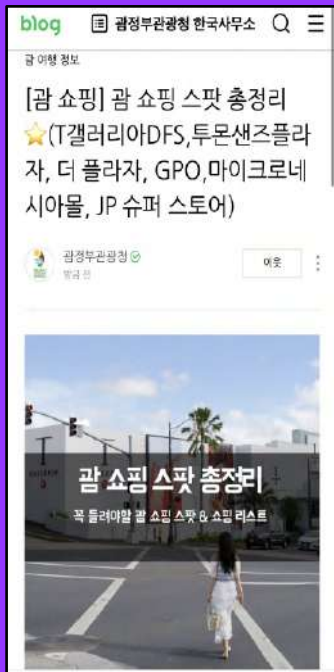 blog 괌정부관광청 한국사무소
괌 여행 정보
[괌 쇼핑] 괌 쇼핑 스팟 총정리
⭐(T갤러리아DFS,투몬샌즈플라
자, 더 플라자, GPO,마이크로네
시아몰, JP 슈퍼 스토어)
괌정부관광청
방금 전
이웃
괌 쇼핑 스팟 총정리
꼭 들려야할 괌 쇼핑 스팟 & 쇼핑 리스트